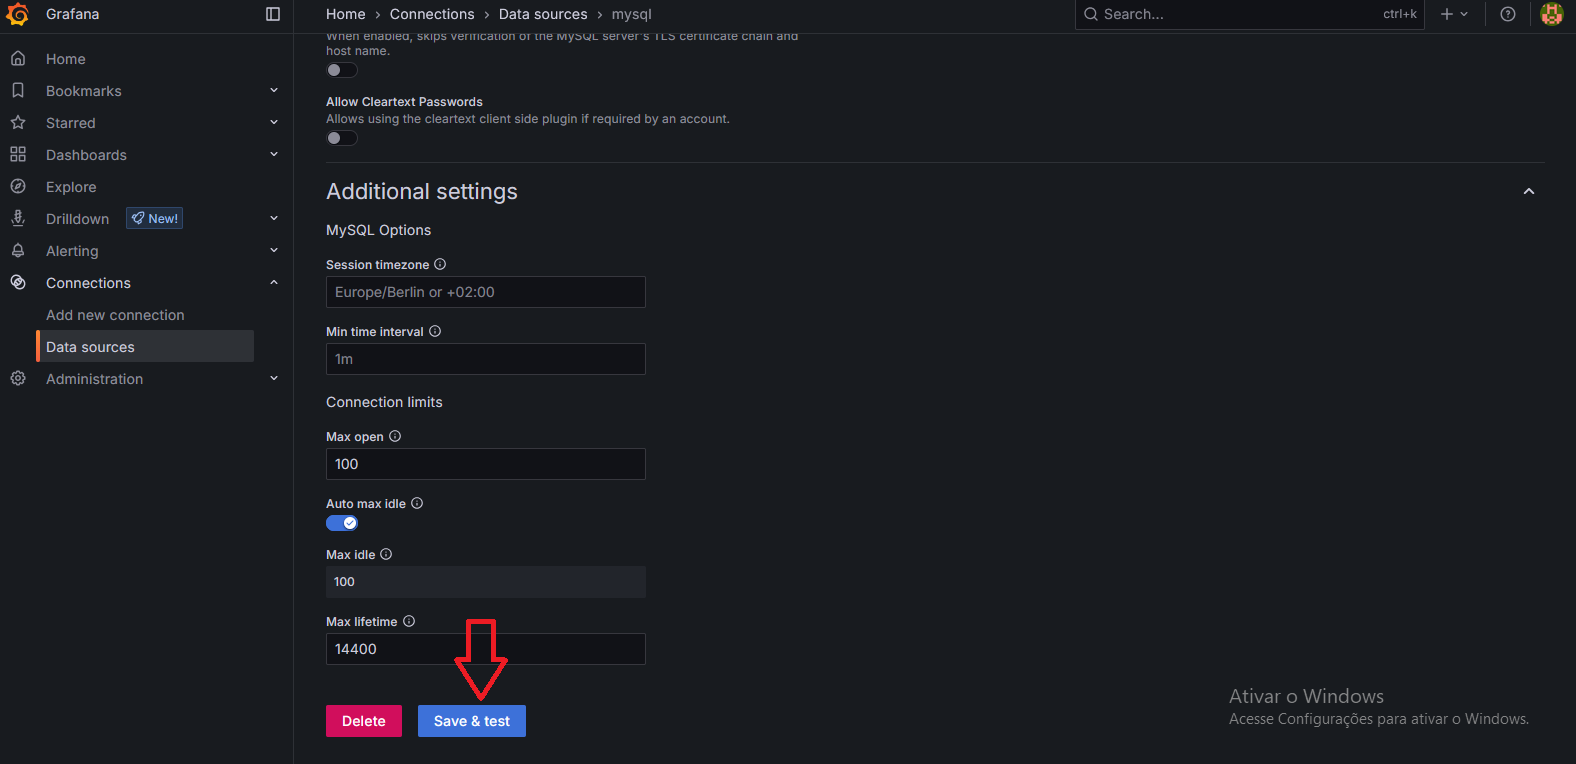 Grafana
Home › Connections › Data sources › mysql
Search...
ctrl+k
Home
Bookmarks
Starred
Dashboards
Explore
Drilldown
New!
Alerting
Connections
Add new connection
Data sources
Administration
When enabled, skips verification of the MySQL server's TLS certificate chain and
host name.
Allow Cleartext Passwords
Allows using the cleartext client side plugin if required by an account.
Additional settings
MySQL Options
Session timezone
Europe/Berlin or +02:00
Min time interval
1m
Connection limits
Max open
100
Auto max idle
Max idle
100
Max lifetime
14400
Delete
Save & test
Ativar o Windows
Acesse Configurações para ativar o Windows.